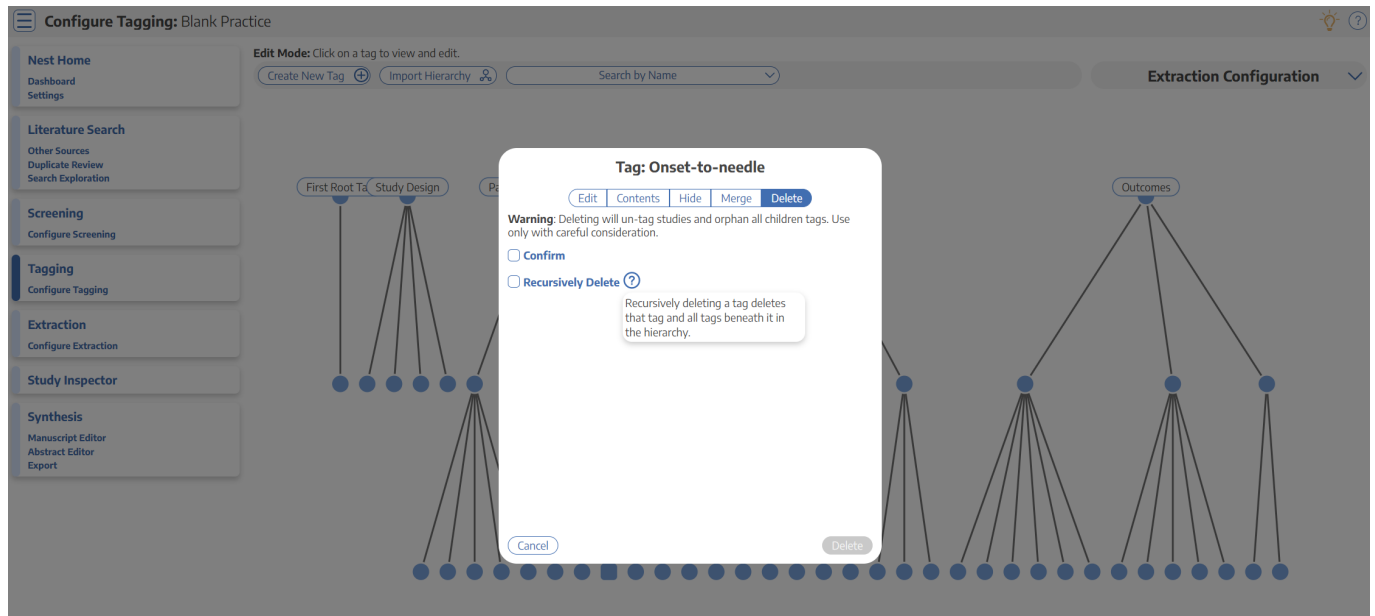 Configure Tagging: Blank Practice
?
Nest Home
Dashboard
Settings
Literature Search
Other Sources
Duplicate Review
Search Exploration
Screening
Configure Screening
Tagging
Configure Tagging
Extraction
Configure Extraction
Study Inspector
Synthesis
Manuscript Editor
Abstract Editor
Export
Edit Mode: Click on a tag to view and edit.
Create New Tag
Import Hierarchy
Search by Name
Extraction Configuration
First Root Ta
Study Design
Pa
Outcomes
Tag: Onset-to-needle
Edit Contents Hide Merge Delete
Warning: Deleting will un-tag studies and orphan all children tags. Use
only with careful consideration.
Confirm
Recursively Delete ?
Recursively deleting a tag deletes
that tag and all tags beneath it in
the hierarchy.
Cancel
Delete